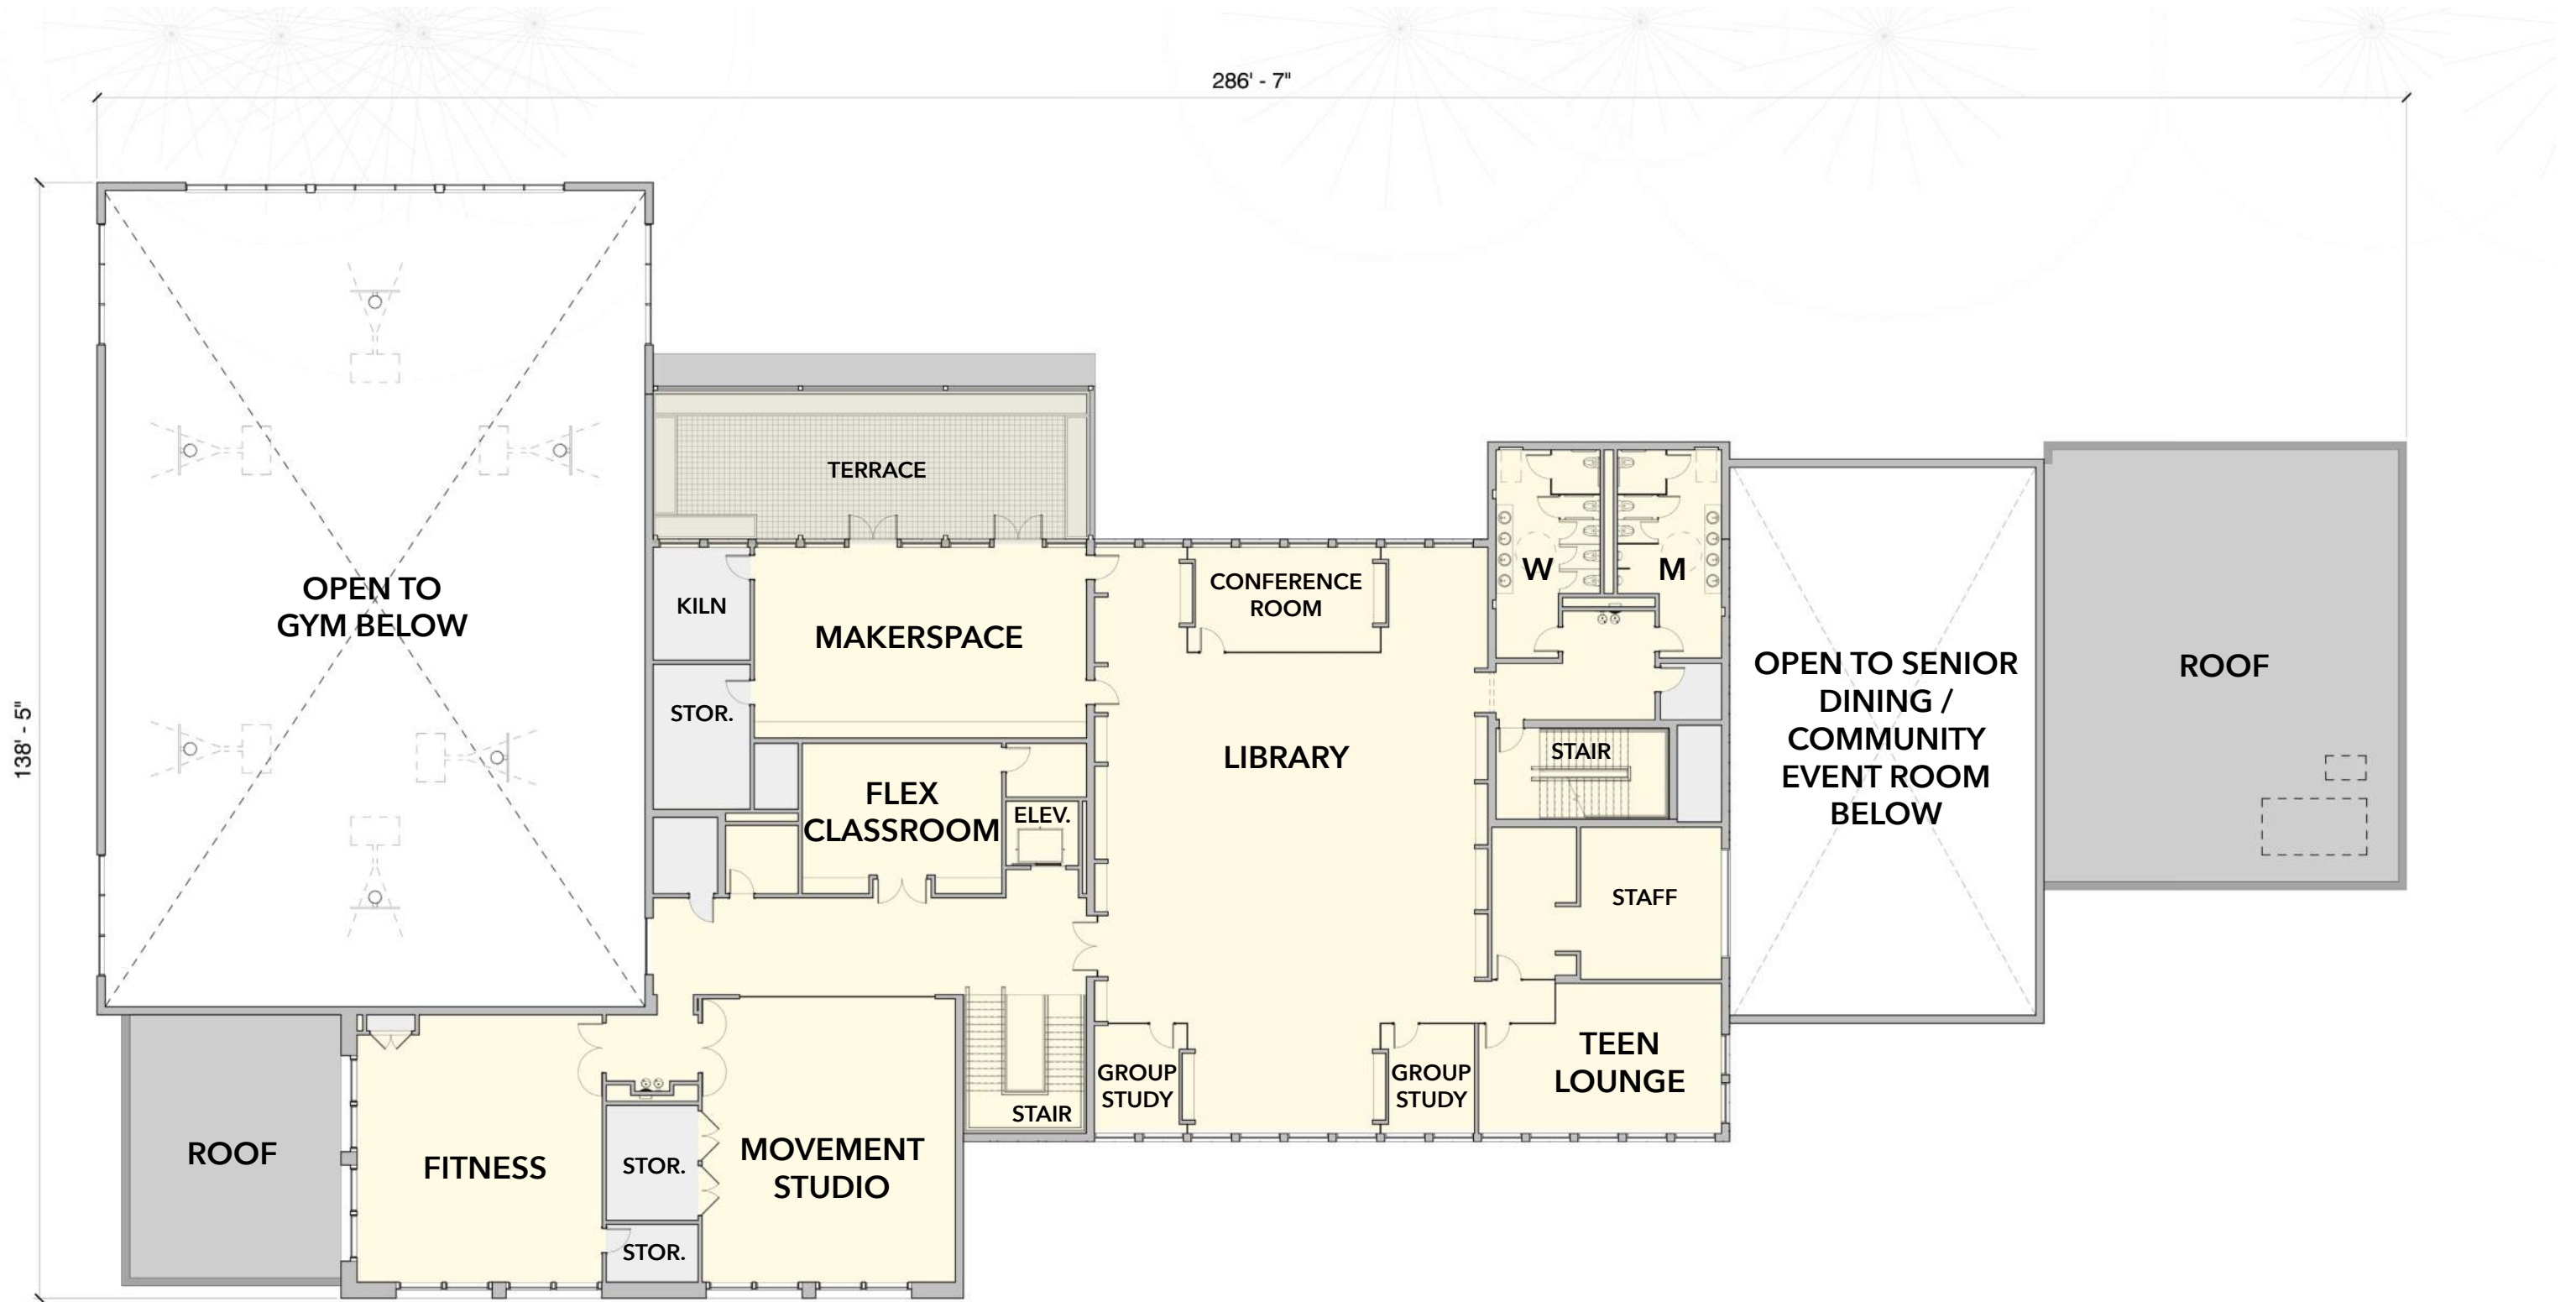 286' - 7"
138' - 5"
OPEN TO
GYM BELOW
TERRACE
KILN
MAKERSPACE
STOR.
FLEX
CLASSROOM
ELEV.
CONFERENCE
ROOM
LIBRARY
W
M
STAIR
STAFF
OPEN TO SENIOR
DINING /
COMMUNITY
EVENT ROOM
BELOW
ROOF
ROOF
FITNESS
STOR.
STOR.
MOVEMENT
STUDIO
STAIR
GROUP
STUDY
GROUP
STUDY
TEEN
LOUNGE